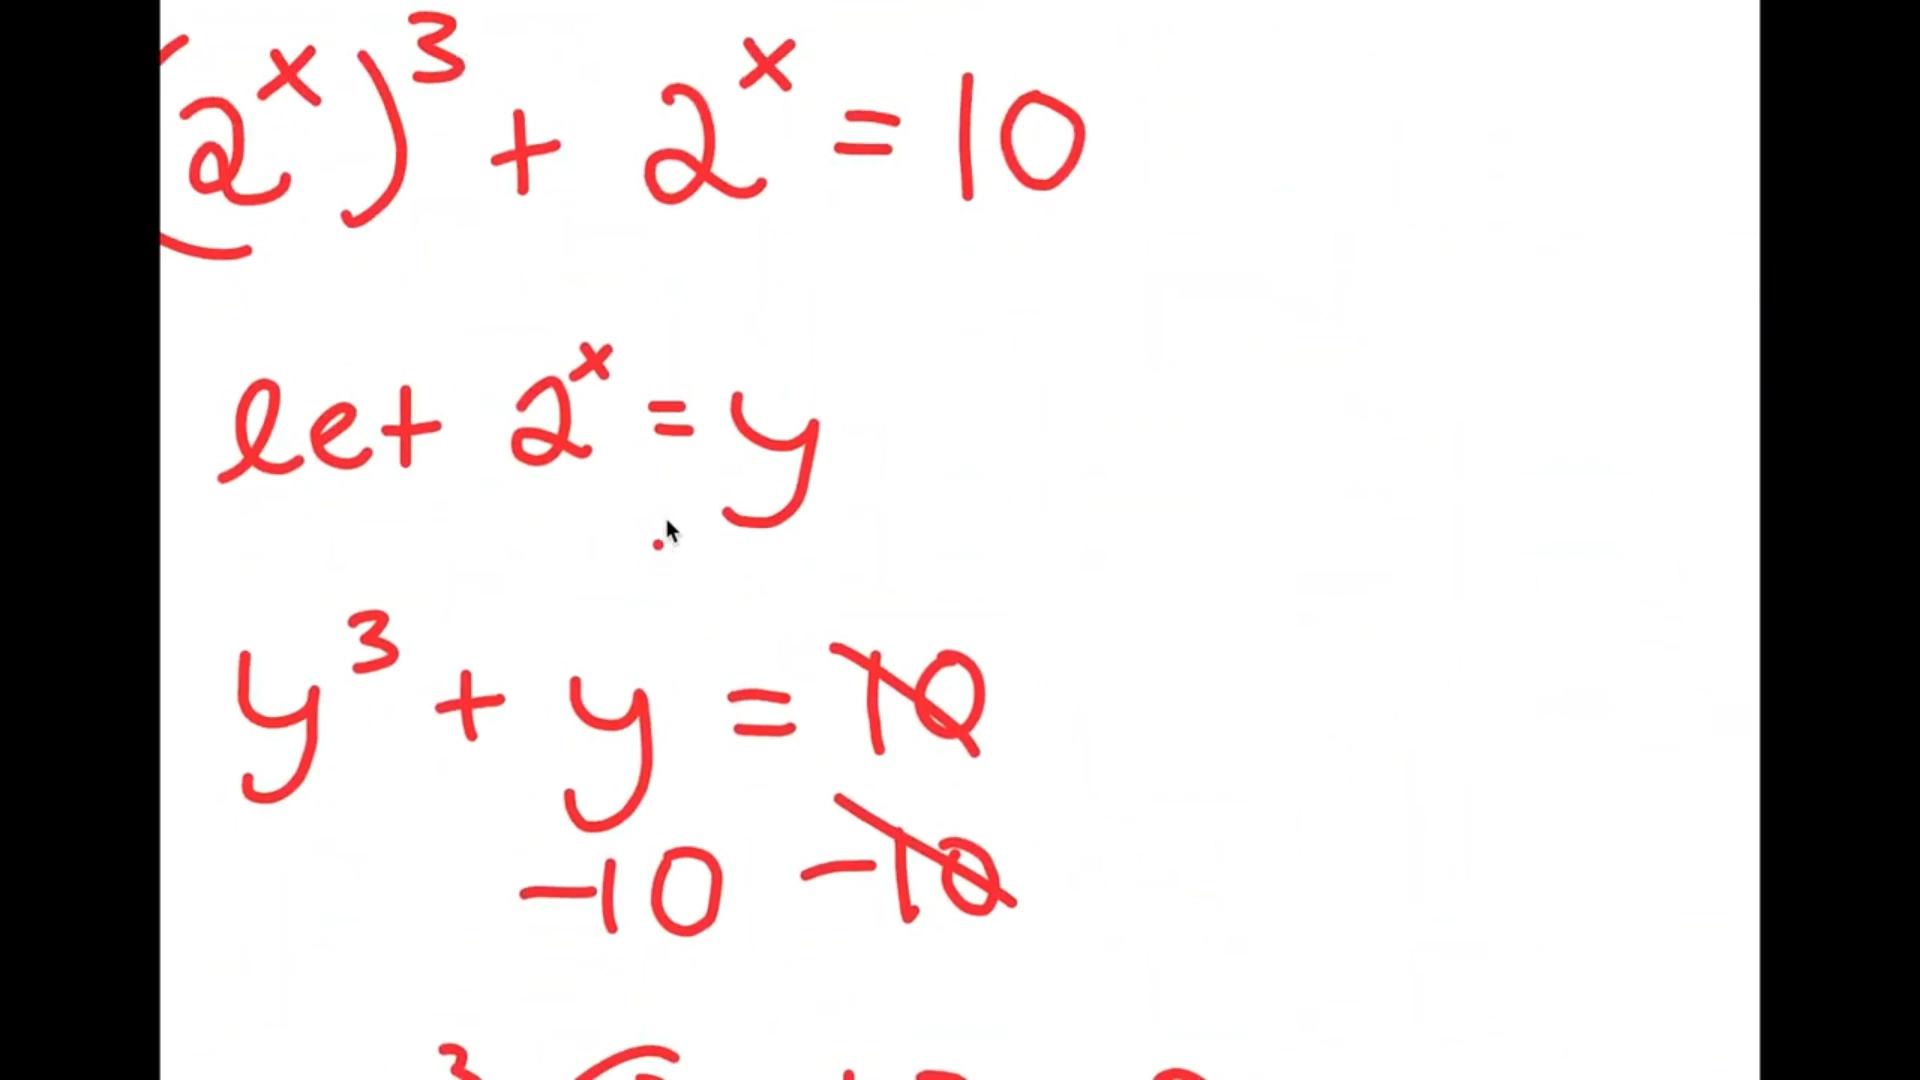 (2^x)^3 + 2^x = 10
let 2^x = y
y^3 + y = 10
-10 -10